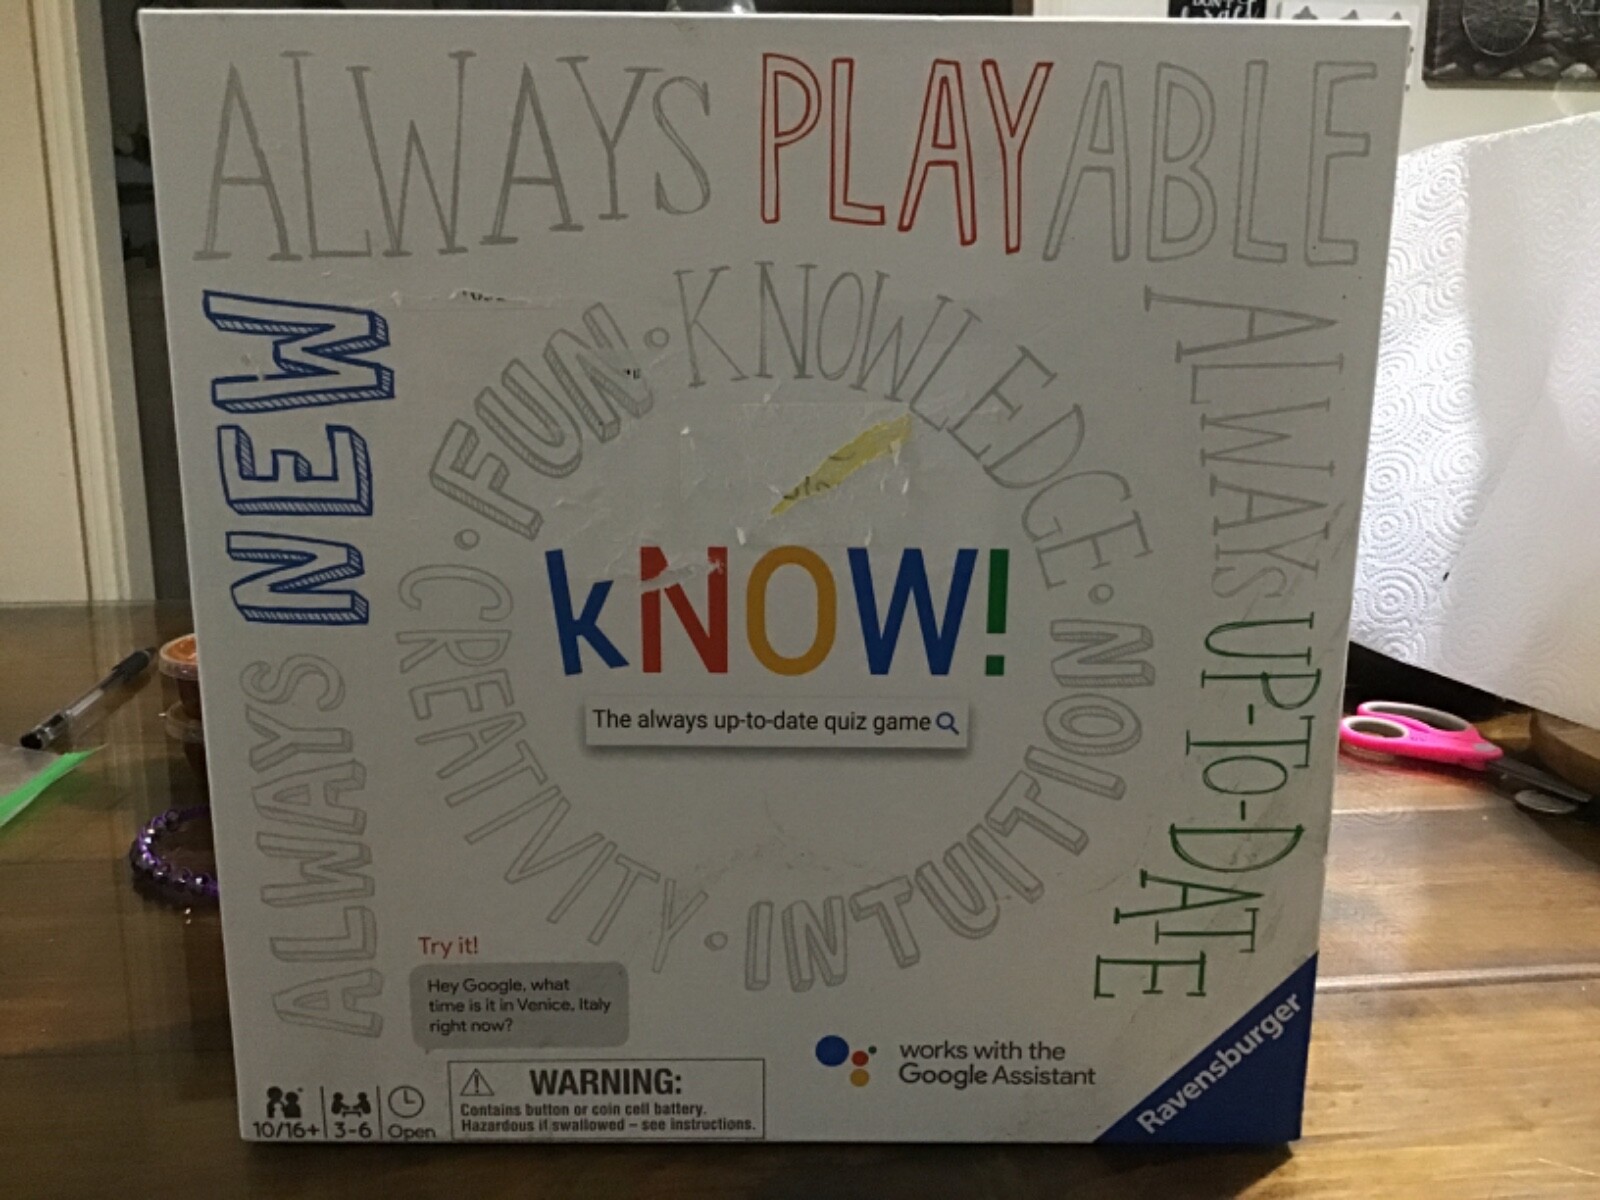 ALWAYS PLAYABLE
ALWAYS NEW
ALWAYS UP-TO-DATE
FUN · KNOWLEDGE · INTUITION · CREATIVITY ·
kNOW!
The always up-to-date quiz game
Try it!
Hey Google, what
time is it in Venice, Italy
right now?
WARNING:
Contains button or coin cell battery.
Hazardous if swallowed – see instructions.
10/16+ 3-6 Open
works with the
Google Assistant
Ravensburger